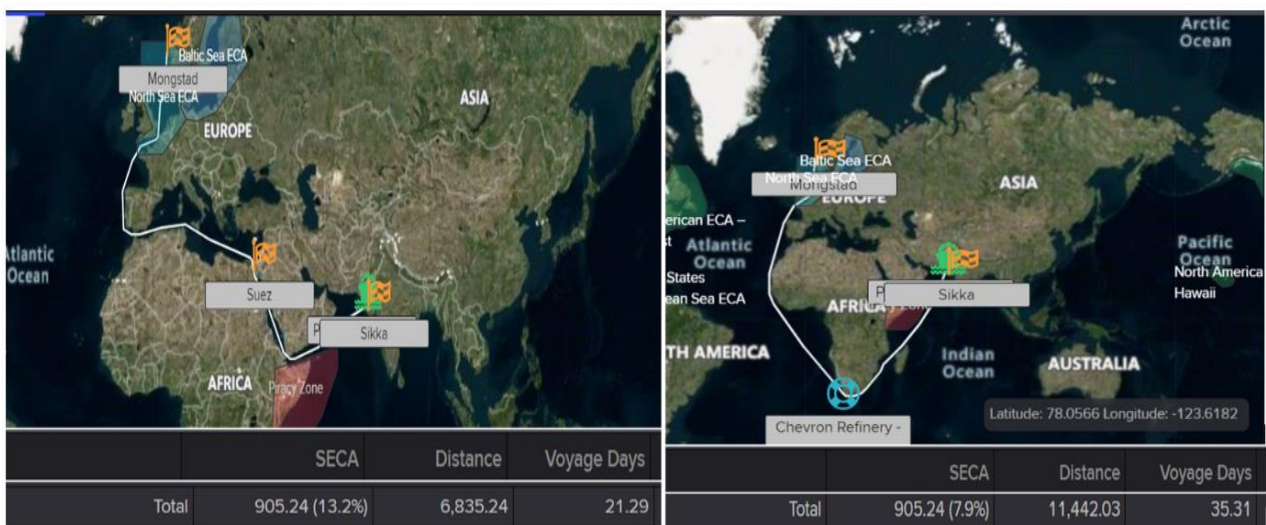 Baltic Sea ECA
Mongstad
North Sea ECA
ASIA
EUROPE
Atlantic
Ocean
Suez
P
Sikka
AFRICA
Piracy Zone
SECA Distance Voyage Days
Total 905.24 (13.2%) 6,835.24 21.29
Arctic
Ocean
Baltic Sea ECA
North Sea ECA
Mongstad
EUROPE
ASIA
erican ECA –
st
Atlantic
Ocean
Pacific
Ocean
North America
Hawaii
States
ean Sea ECA
P
Sikka
AFRICA
TH AMERICA
Indian
Ocean
AUSTRALIA
Latitude: 78.0566 Longitude: -123.6182
Chevron Refinery -
SECA Distance Voyage Days
Total 905.24 (7.9%) 11,442.03 35.31